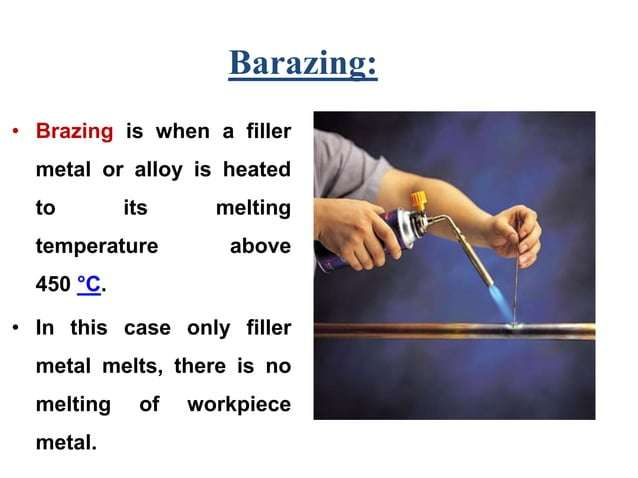 Barazing:
• Brazing is when a filler
metal or alloy is heated
to its melting
temperature above
450 °C.
• In this case only filler
metal melts, there is no
melting of workpiece
metal.